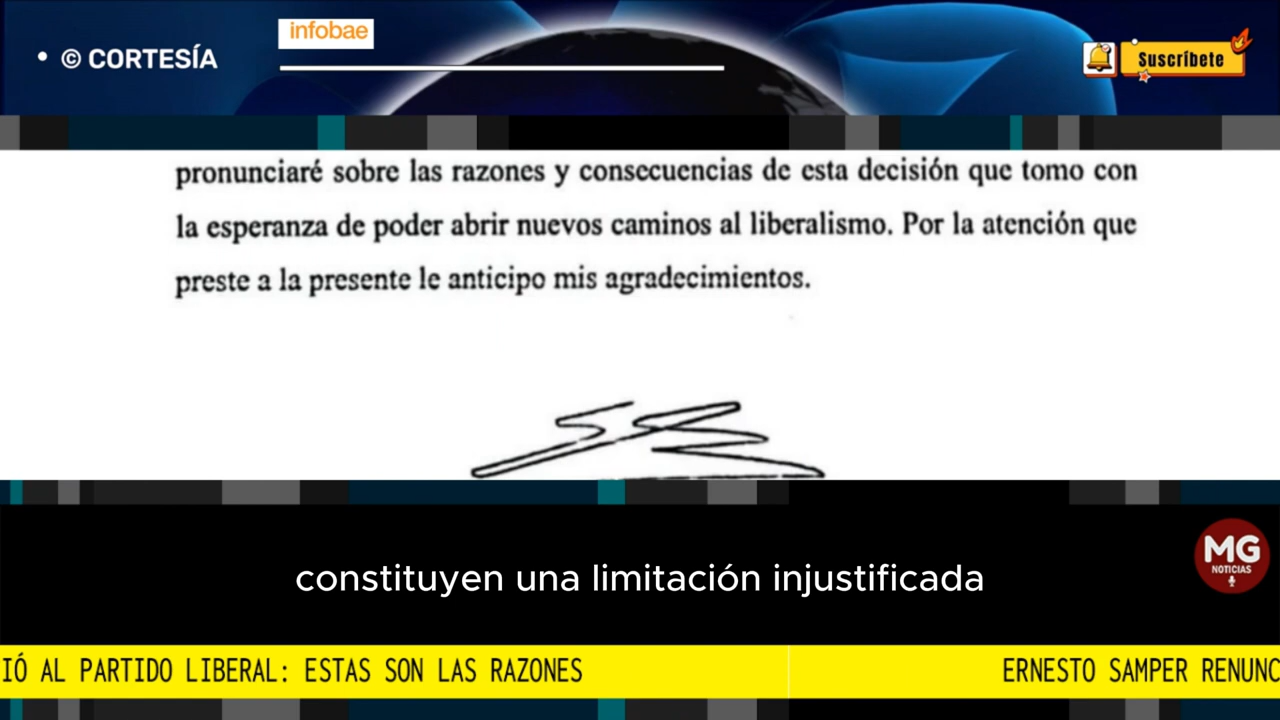 infobae
• © CORTESÍA
Suscríbete
pronunciaré sobre las razones y consecuencias de esta decisión que tomo con
la esperanza de poder abrir nuevos caminos al liberalismo. Por la atención que
preste a la presente le anticipo mis agradecimientos.
constituyen una limitación injustificada
MG
NOTICIAS
IÓ AL PARTIDO LIBERAL: ESTAS SON LAS RAZONES
ERNESTO SAMPER RENUNC